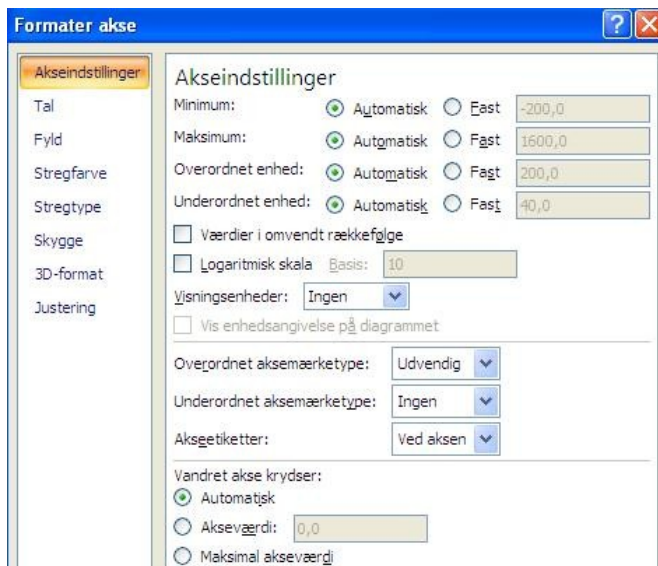 Formater akse
Akseindstillinger
Tal
Fyld
Stregfarve
Stregtype
Skygge
3D-format
Justering
Akseindstillinger
Minimum: Automatisk Fast -200,0
Maksimum: Automatisk Fast 1600,0
Overordnet enhed: Automatisk Fast 200,0
Underordnet enhed: Automatisk Fast 40,0
Værdier i omvendt rækkefølge
Logaritmisk skala Basis: 10
Visningsenheder: Ingen
Vis enhedsangivelse på diagrammet
Overordnet aksemærketype: Udvendig
Underordnet aksemærketype: Ingen
Akseetiketter: Ved aksen
Vandret akse krydser:
Automatisk
Akseværdi: 0,0
Maksimal akseværdi